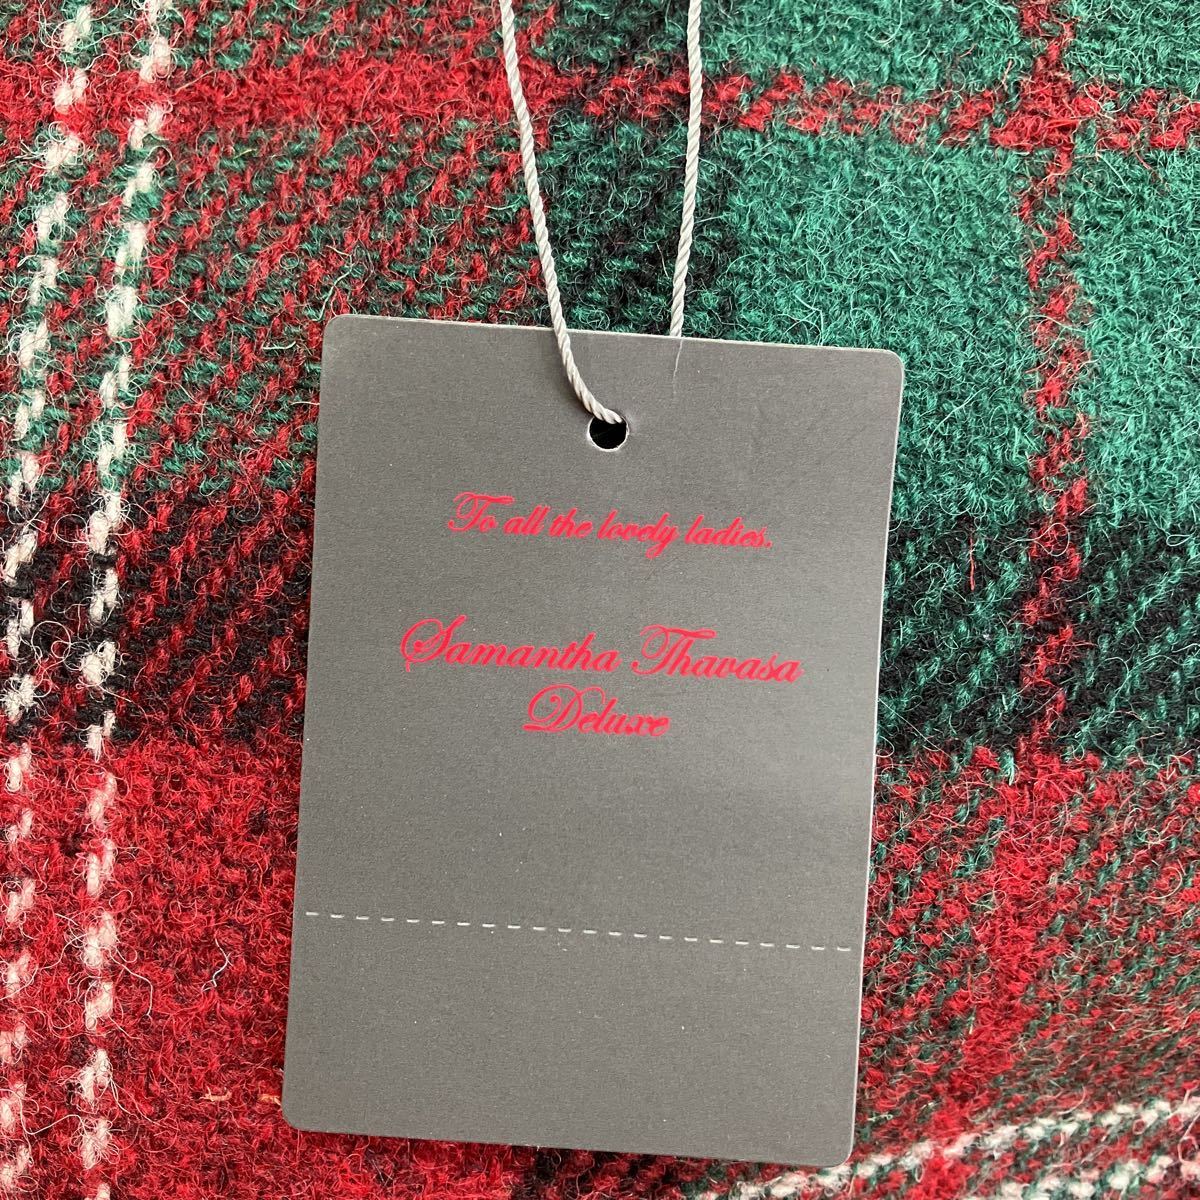 To all the lovely ladies.
Samantha Thavasa
Deluxe